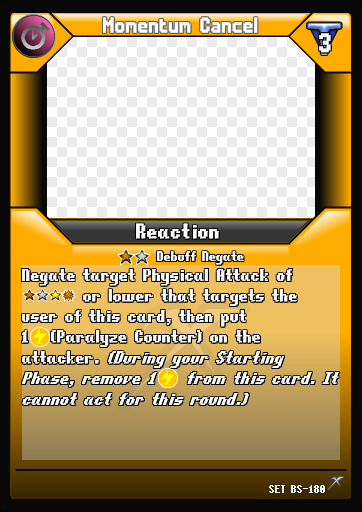 Momentum Cancel
3
Reaction
Debuff Negate
Negate target Physical Attack of
or lower that targets the
user of this card, then put
1 (Paralyze Counter) on the
attacker. (During your Starting
Phase, remove 1 from this card. It
cannot act for this round.)
SET BS-180